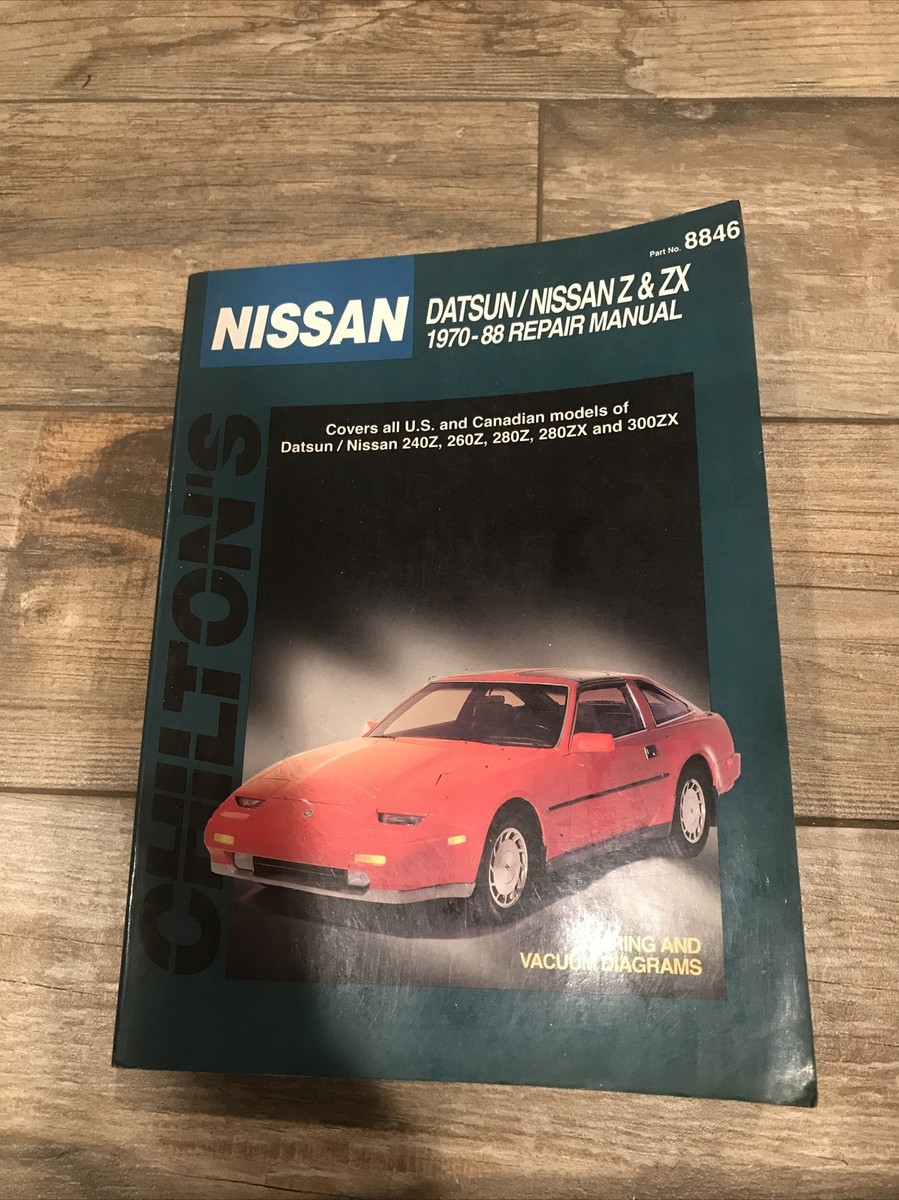 Part No. 8846
NISSAN
DATSUN / NISSAN Z & ZX
1970-88 REPAIR MANUAL
Covers all U.S. and Canadian models of
Datsun / Nissan 240Z, 260Z, 280Z, 280ZX and 300ZX
CHILTON'S
AND
VACUUM DIAGRAMS